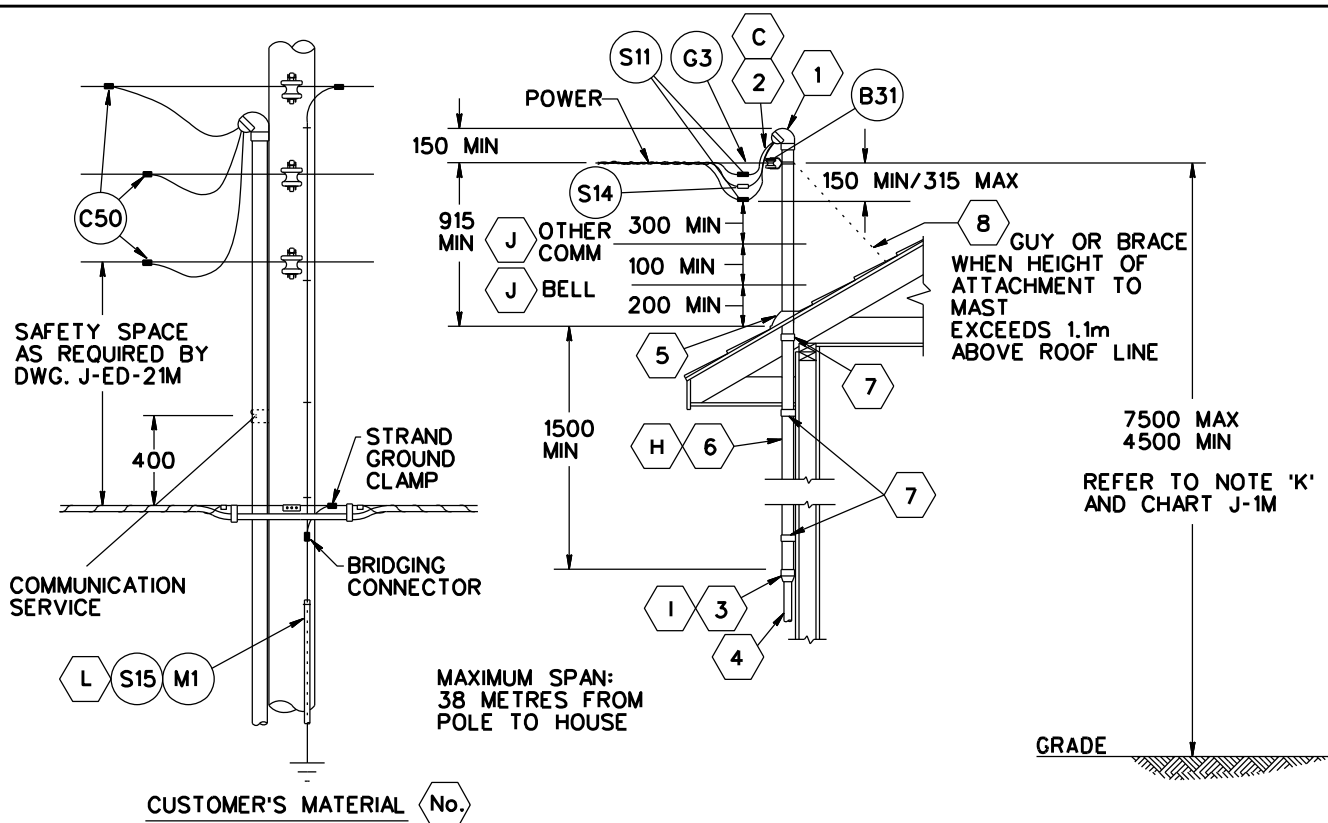 C50
SAFETY SPACE
AS REQUIRED BY
DWG. J-ED-21M
400
COMMUNICATION
SERVICE
STRAND
GROUND
CLAMP
BRIDGING
CONNECTOR
L
S15
M1
CUSTOMER'S MATERIAL No.
POWER
S11
G3
C
2
1
B31
150 MIN
150 MIN/315 MAX
S14
915
MIN
J OTHER
COMM
J BELL
300 MIN
100 MIN
200 MIN
8
GUY OR BRACE
WHEN HEIGHT OF
ATTACHMENT TO
MAST
EXCEEDS 1.1m
ABOVE ROOF LINE
5
7
1500
MIN
H
6
7
I
3
4
7500 MAX
4500 MIN
REFER TO NOTE 'K'
AND CHART J-1M
MAXIMUM SPAN:
38 METRES FROM
POLE TO HOUSE
GRADE